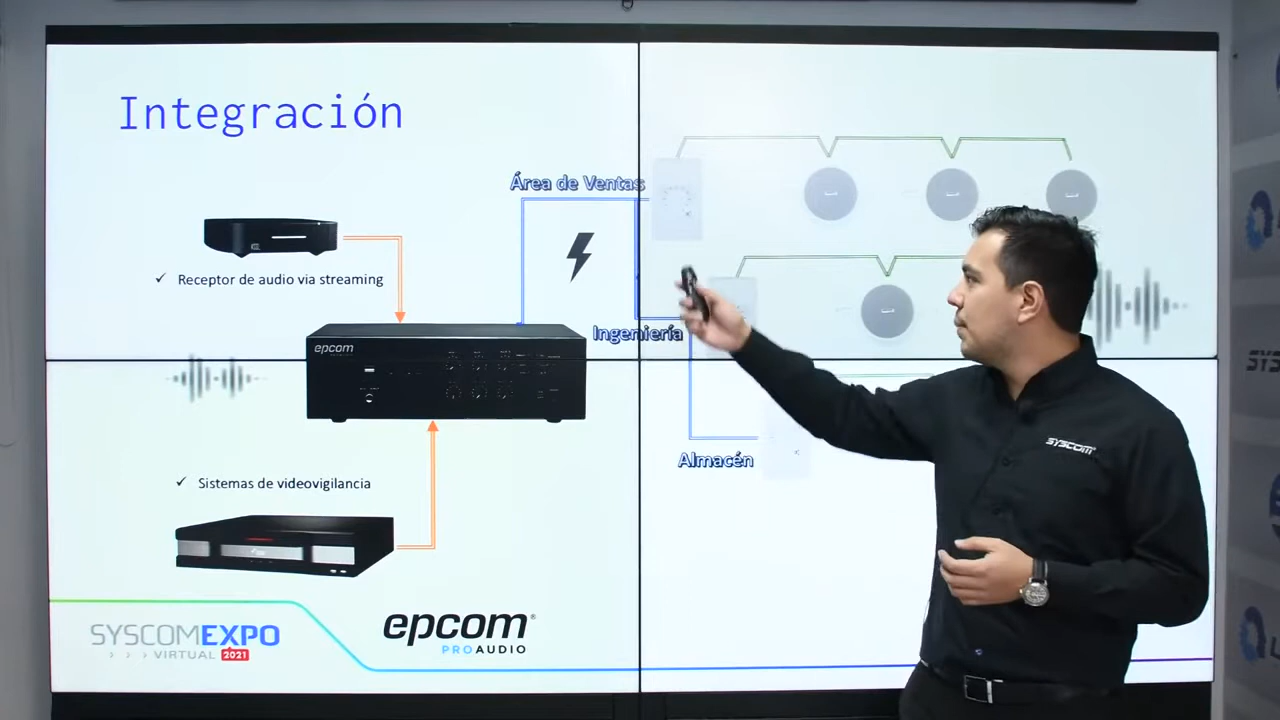 Integración
Área de Ventas
✓ Receptor de audio via streaming
Ingeniería
epcom
SYSCOM®
Almacén
✓ Sistemas de videovigilancia
SYSCOMEXPO
› › › VIRTUAL 2021
epcom®
PROAUDIO